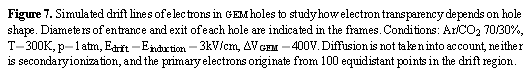 Figure 7. Simulated drift lines of electrons in GEM holes to study how electron transparency depends on hole
shape. Diameters of entrance and exit of each hole are indicated in the frames. Conditions: Ar/CO2 70/30%,
T−300K, p−1 atm, Edrift −Einduction −3kV/cm, ΔVGEM −400V. Diffusion is not taken into account, neither
is secondary ionization, and the primary electrons originate from 100 equidistant points in the drift region.